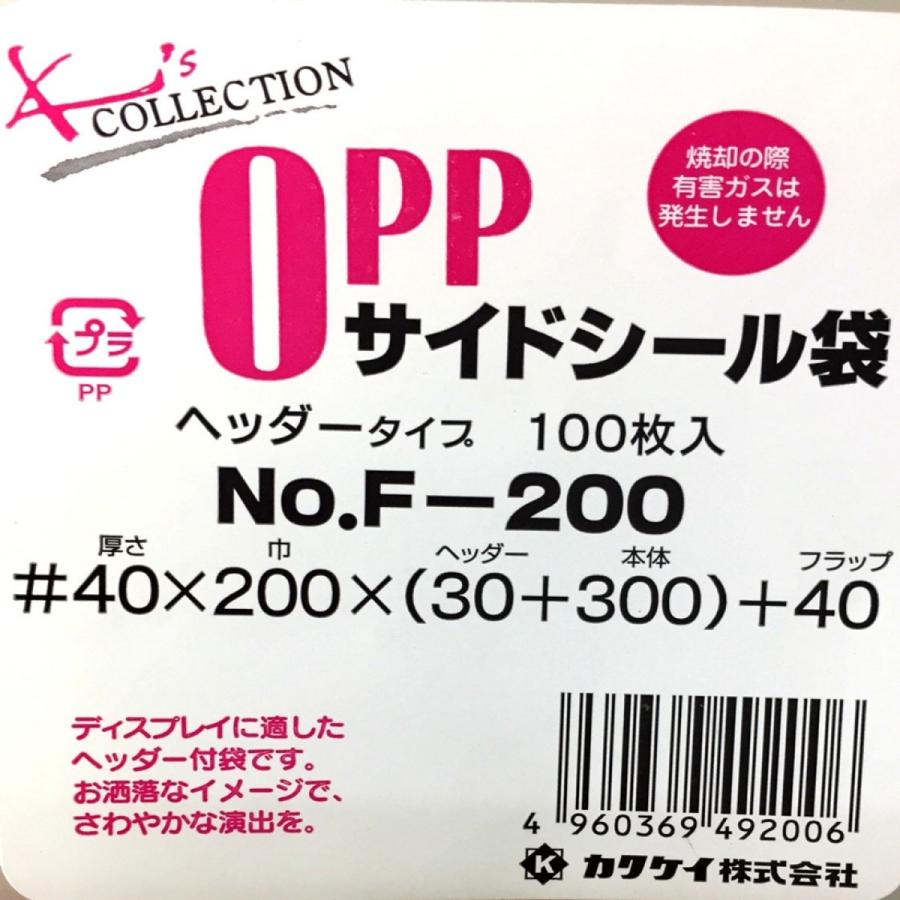 K's
COLLECTION
OPP
サイドシール袋
焼却の際
有害ガスは
発生しません
プラ
PP
ヘッダータイプ 100枚入
No.F-200
厚さ 巾 ヘッダー 本体 フラップ
#40×200×(30+300)+40
ディスプレイに適した
ヘッダー付袋です。
お洒落なイメージで、
さわやかな演出を。
4 960369 492006
K カクケイ株式会社